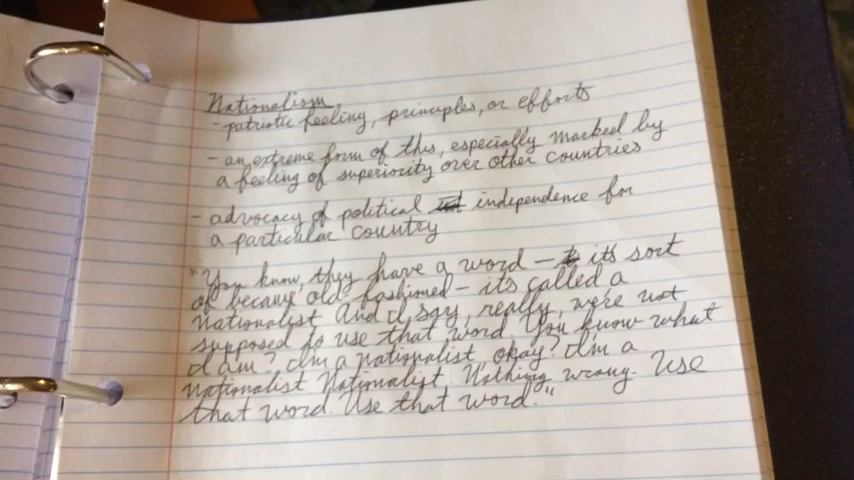 Nationalism
- patriotic feeling, principles, or efforts
- an extreme form of this, especially marked by
a feeling of superiority over other countries
- advocacy of political independence for
a particular country
"You know, they have a word – it's sort
of became old-fashioned – it's called a
nationalist. And I say, really, we're not
supposed to use that word. You know what
I am? I'm a nationalist, okay? I'm a
nationalist. Nationalist. Nothing wrong. Use
that word. Use that word."